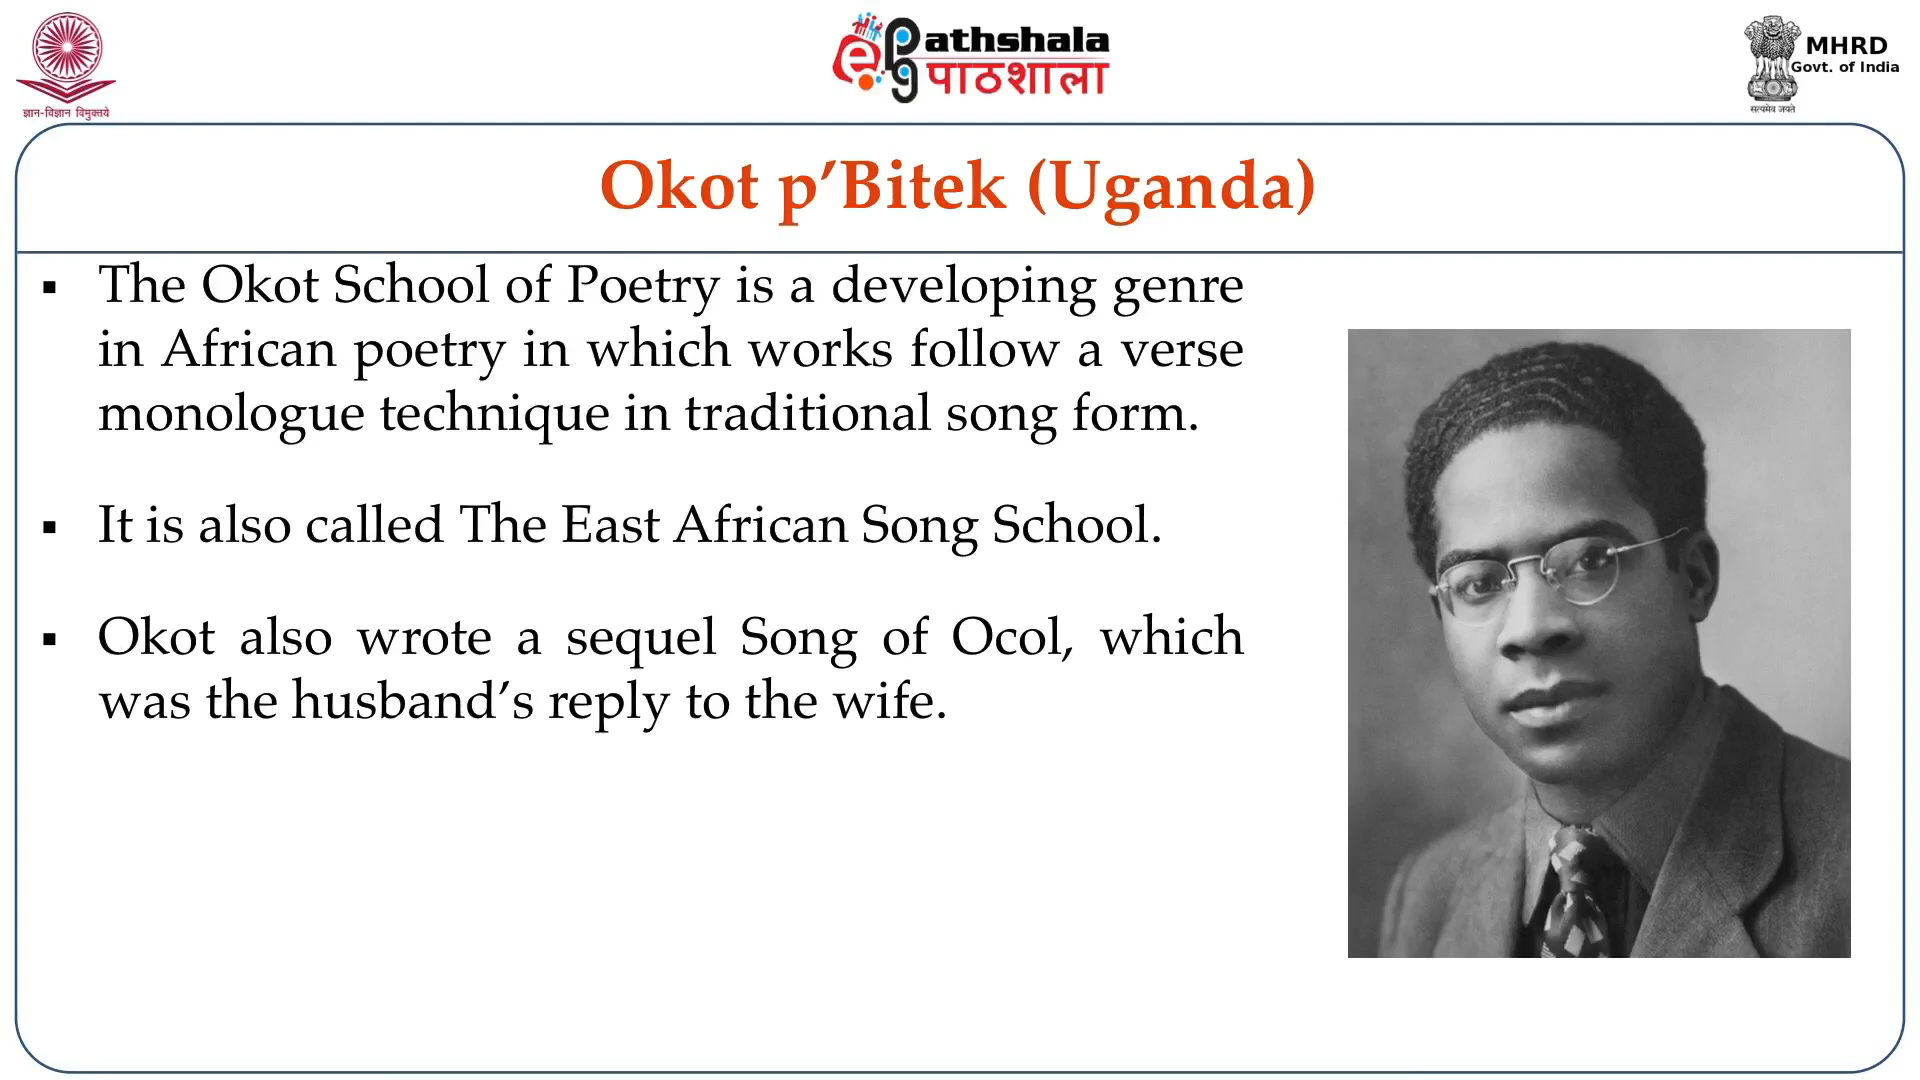 ज्ञान-विज्ञान विमुक्तये
e
pg
athshala
पाठशाला
MHRD
Govt. of India
सत्यमेव जयते
Okot p’Bitek (Uganda)
▪ The Okot School of Poetry is a developing genre
in African poetry in which works follow a verse
monologue technique in traditional song form.
▪ It is also called The East African Song School.
▪ Okot also wrote a sequel Song of Ocol, which
was the husband’s reply to the wife.